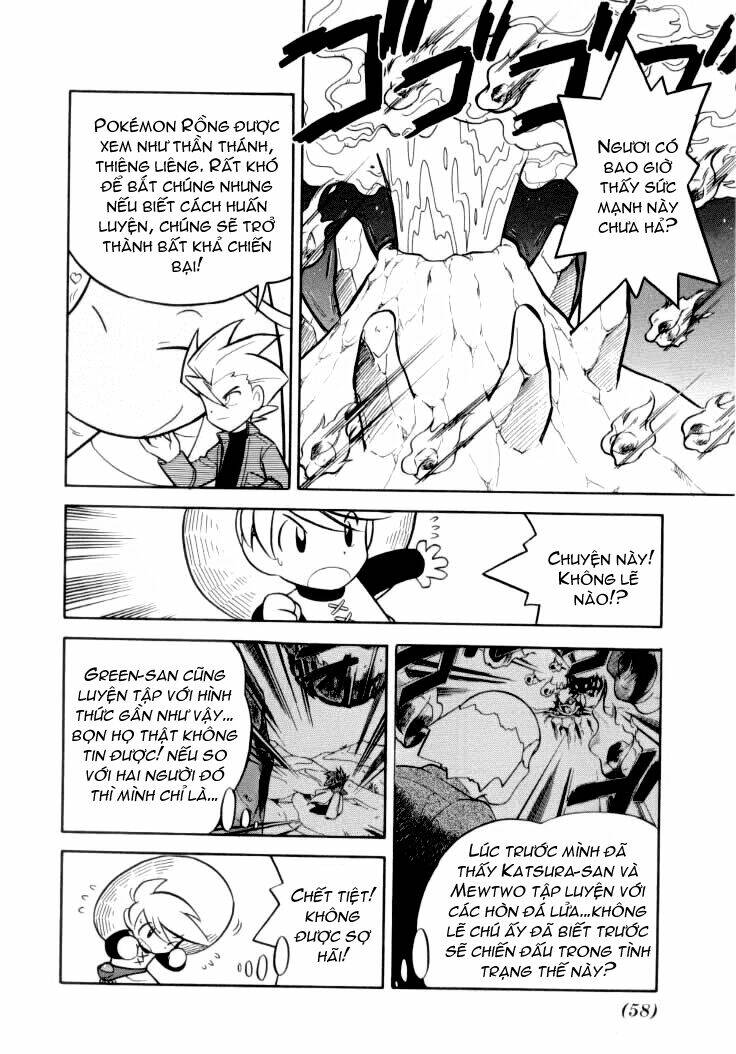 ゴゴゴゴ
NGƯƠI CÓ
BAO GIỜ
THẤY SỨC
MẠNH NÀY
CHƯA HẢ?
POKÉMON RỒNG ĐƯỢC
XEM NHƯ THẦN THÁNH,
THIÊNG LIÊNG. RẤT KHÓ
ĐỂ BẮT CHÚNG NHƯNG
NẾU BIẾT CÁCH HUẤN
LUYỆN, CHÚNG SẼ TRỞ
THÀNH BẤT KHẢ CHIẾN
BẠI!
CHUYỆN NÀY!
KHÔNG LẼ
NÀO!?
GREEN-SAN CŨNG
LUYỆN TẬP VỚI HÌNH
THỨC GẦN NHƯ VẬY...
BỌN HỌ THẬT KHÔNG
TIN ĐƯỢC! NẾU SO
VỚI HAI NGƯỜI ĐÓ
THÌ MÌNH CHỈ LÀ...
LÚC TRƯỚC MÌNH ĐÃ
THẤY KATSURA-SAN VÀ
MEWTWO TẬP LUYỆN VỚI
CÁC HÒN ĐÁ LỬA...KHÔNG
LẼ CHÚ ẤY ĐÃ BIẾT TRƯỚC
SẼ CHIẾN ĐẤU TRONG TÌNH
TRẠNG THẾ NÀY?
CHẾT TIỆT!
KHÔNG
ĐƯỢC SỢ
HÃI!
(58)